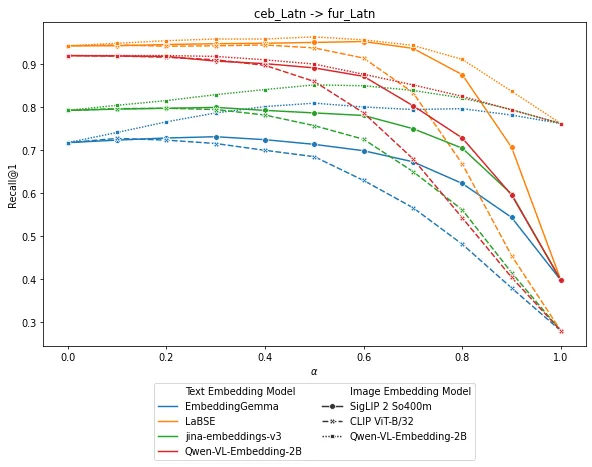 ceb_Latn -> fur_Latn
Recall@1
0.9
0.8
0.7
0.6
0.5
0.4
0.3
0.0 0.2 0.4 0.6 0.8 1.0
α
Text Embedding Model
EmbeddingGemma
LaBSE
jina-embeddings-v3
Qwen-VL-Embedding-2B
Image Embedding Model
SigLIP 2 So400m
CLIP ViT-B/32
Qwen-VL-Embedding-2B